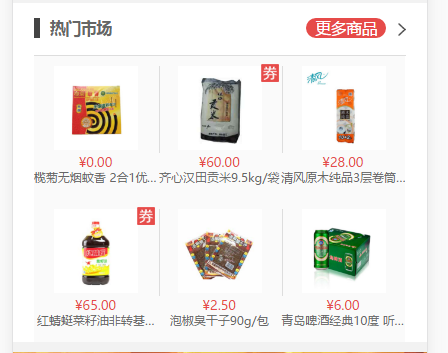 热门市场
更多商品
券
清风
¥0.00
¥60.00
¥28.00
榄菊无烟蚊香 2合1优...
齐心汉田贡米9.5kg/袋
清风原木纯品3层卷筒...
券
¥65.00
¥2.50
¥6.00
红蜻蜓菜籽油非转基...
泡椒臭干子90g/包
青岛啤酒经典10度 听...